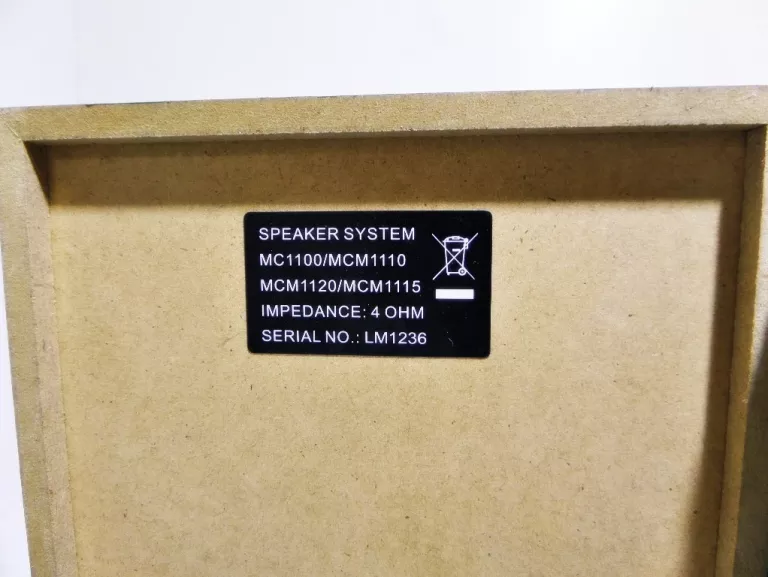 SPEAKER SYSTEM
MC1100/MCM1110
MCM1120/MCM1115
IMPEDANCE: 4 OHM
SERIAL NO.: LM1236